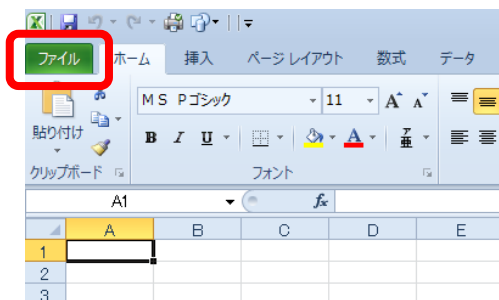 ファイル ホーム 挿入 ページ レイアウト 数式 データ
MS Pゴシック 11 A A
貼り付け B I U A
クリップボード フォント
A1 fx
A B C D E
1
2
3